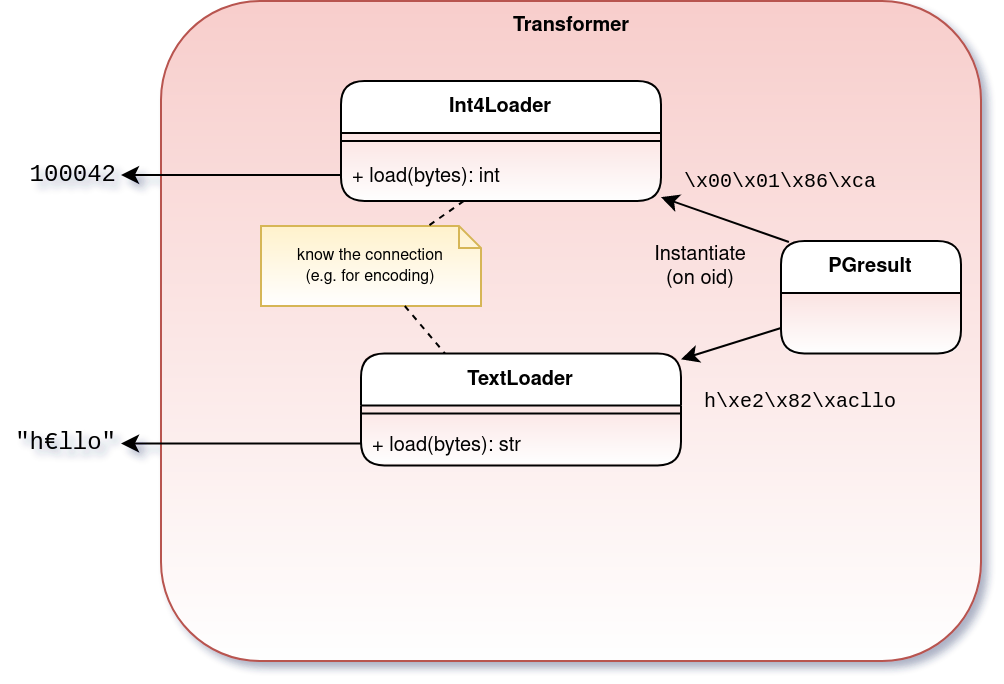 Transformer
Int4Loader
+ load(bytes): int
100042
\x00\x01\x86\xca
know the connection
(e.g. for encoding)
Instantiate
(on oid)
PGresult
TextLoader
h\xe2\x82\xacllo
+ load(bytes): str
"h€llo"